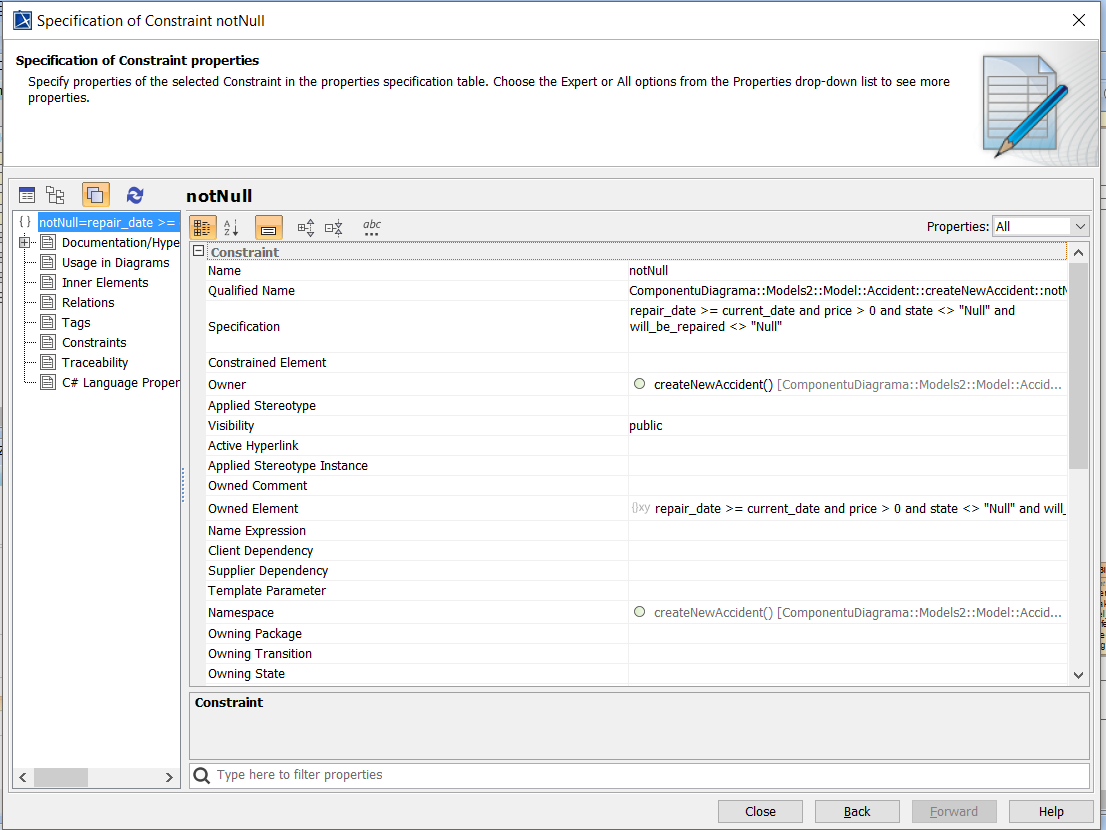 Specification of Constraint notNull
Specification of Constraint properties
Specify properties of the selected Constraint in the properties specification table. Choose the Expert or All options from the Properties drop-down list to see more
properties.
notNull
{} notNull=repair_date >=
Documentation/Hype
Usage in Diagrams
Inner Elements
Relations
Tags
Constraints
Traceability
C# Language Proper
abc
Properties: All
Constraint
Name notNull
Qualified Name ComponentuDiagrama::Models2::Model::Accident::createNewAccident::notN
Specification repair_date >= current_date and price > 0 and state <> "Null" and
will_be_repaired <> "Null"
Constrained Element
Owner createNewAccident() [ComponentuDiagrama::Models2::Model::Accid...
Applied Stereotype
Visibility public
Active Hyperlink
Applied Stereotype Instance
Owned Comment
Owned Element {}xy repair_date >= current_date and price > 0 and state <> "Null" and will_
Name Expression
Client Dependency
Supplier Dependency
Template Parameter
Namespace createNewAccident() [ComponentuDiagrama::Models2::Model::Accid...
Owning Package
Owning Transition
Owning State
Constraint
Type here to filter properties
Close Back Forward Help